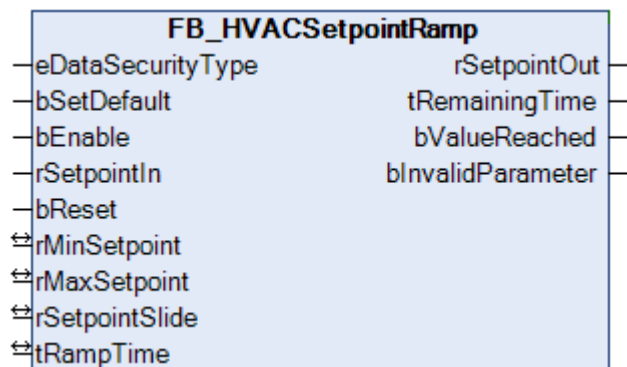 FB_HVACSetpointRamp
eDataSecurityType rSetpointOut
bSetDefault tRemainingTime
bEnable bValueReached
rSetpointIn bInvalidParameter
bReset
rMinSetpoint
rMaxSetpoint
rSetpointSlide
tRampTime